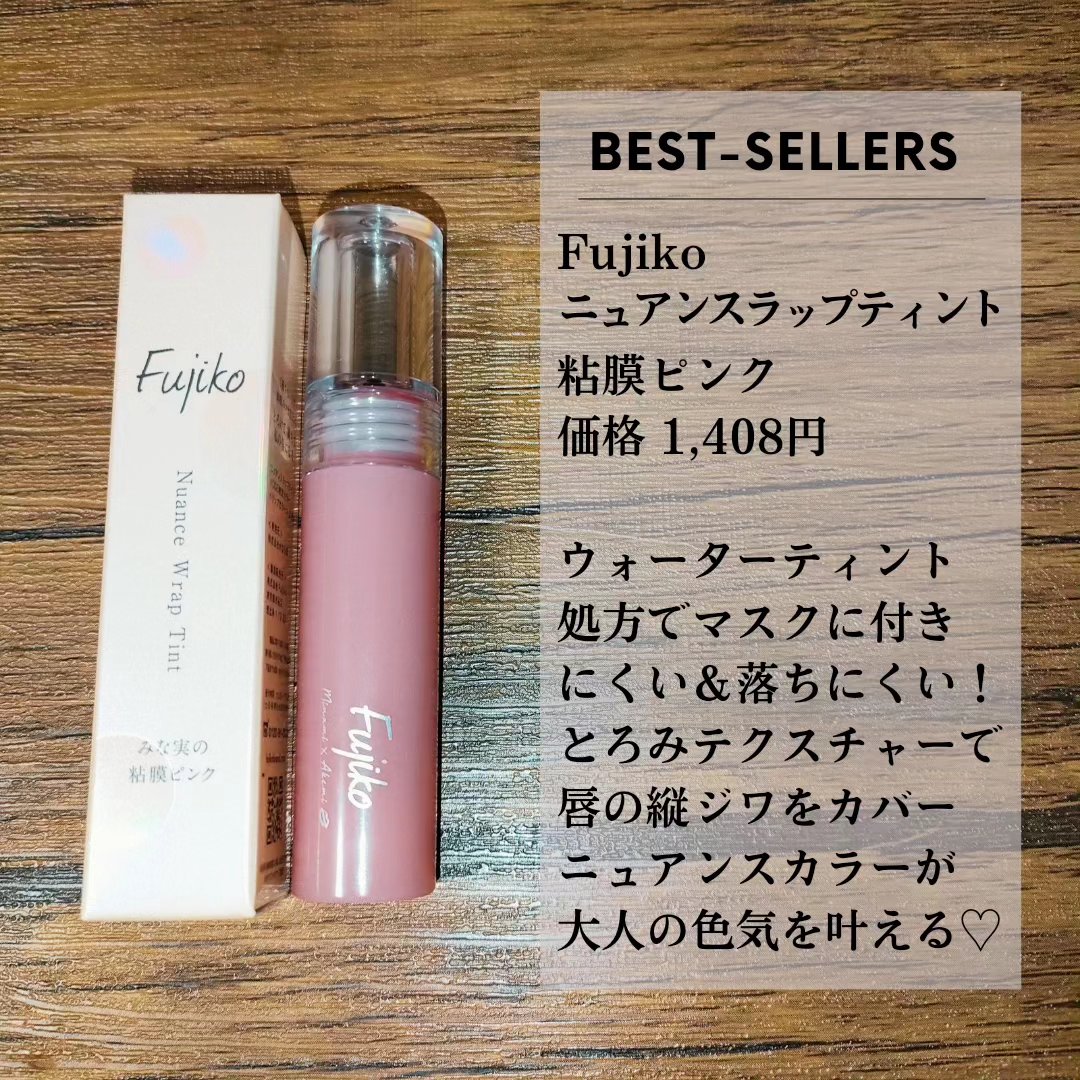 BEST-SELLERS
Fujiko
ニュアンスラップティント
粘膜ピンク
価格 1,408円
ウォーターティント
処方でマスクに付き
にくい&落ちにくい！
とろみテクスチャーで
唇の縦ジワをカバー
ニュアンスカラーが
大人の色気を叶える♡
Fujiko
Nuance Wrap Tint
みな実の
粘膜ピンク
Fujiko
Minami X Akemi